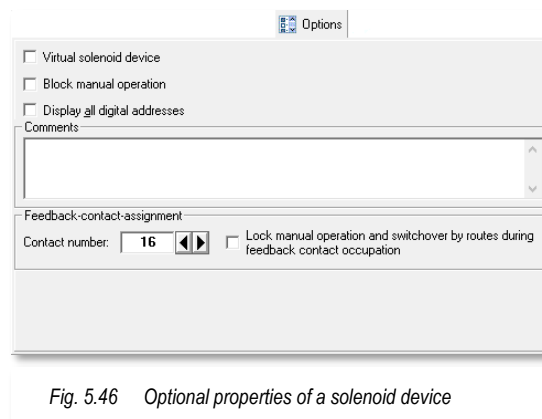 Options
Virtual solenoid device
Block manual operation
Display all digital addresses
Comments
Feedback-contact-assignment
Contact number: 16 Lock manual operation and switchover by routes during
feedback contact occupation
Fig. 5.46 Optional properties of a solenoid device